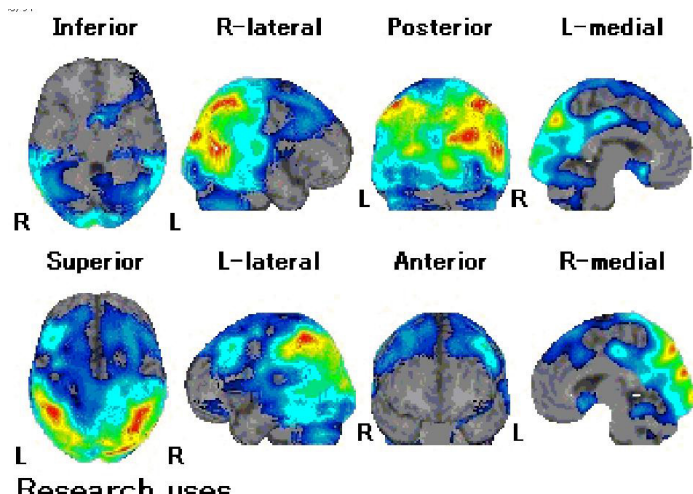 Inferior R-lateral Posterior L-medial
R L L R
Superior L-lateral Anterior R-medial
L R R L
Research uses